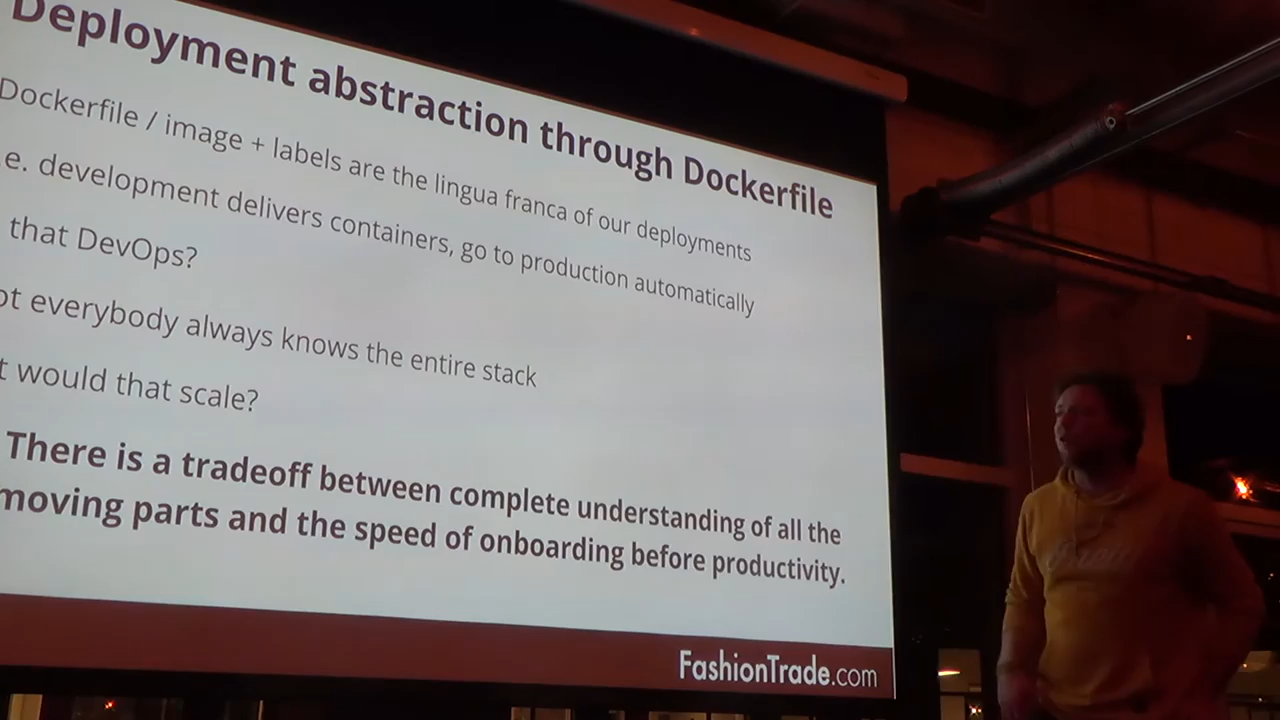 Deployment abstraction through Dockerfile
Dockerfile / image + labels are the lingua franca of our deployments
.e. development delivers containers, go to production automatically
that DevOps?
ot everybody always knows the entire stack
t would that scale?
There is a tradeoff between complete understanding of all the
moving parts and the speed of onboarding before productivity.
FashionTrade.com